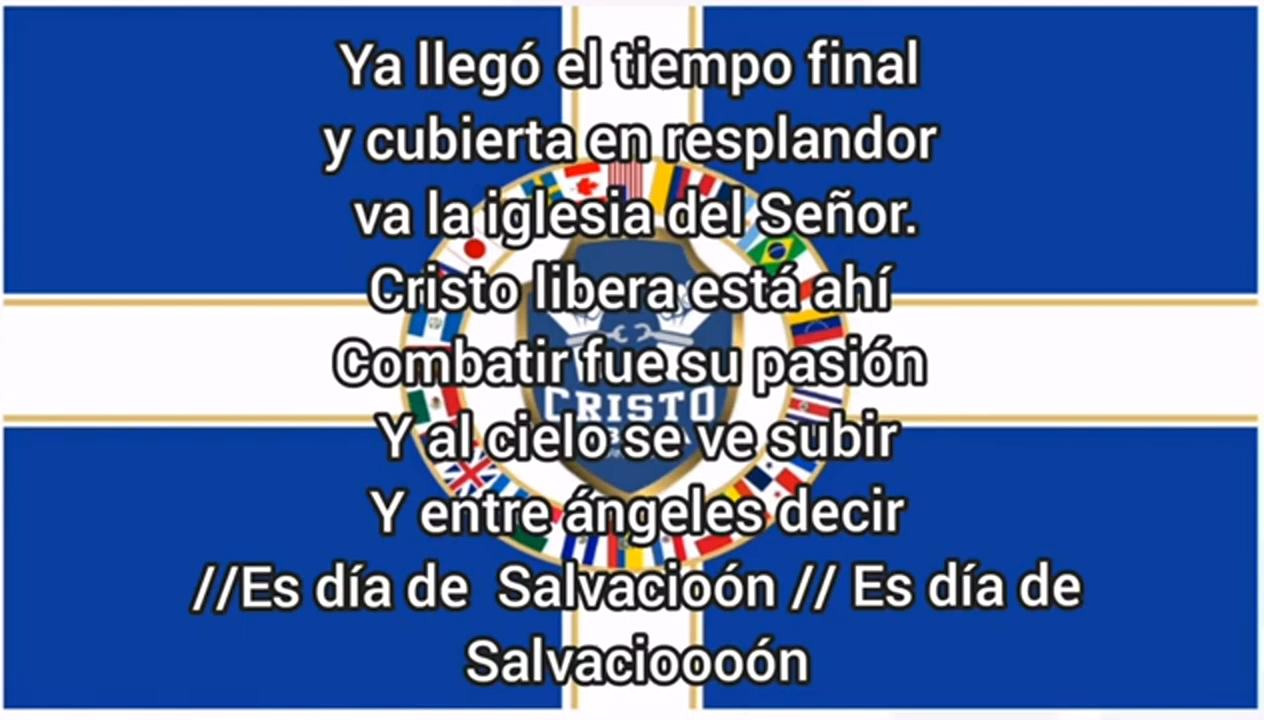 Ya llegó el tiempo final
y cubierta en resplandor
va la iglesia del Señor.
Cristo libera está ahí
Combatir fue su pasión
CRISTO
Y al cielo se ve subir
Y entre ángeles decir
//Es día de  Salvacioón // Es día de
Salvacioooón